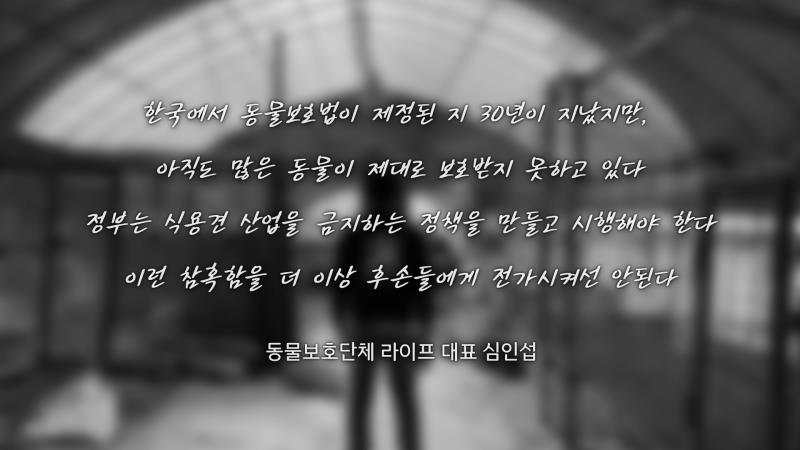 한국에서 동물보호법이 제정된 지 30년이 지났지만,
아직도 많은 동물이 제대로 보호받지 못하고 있다
정부는 식용견 산업을 금지하는 정책을 만들고 시행해야 한다
이런 참혹함을 더 이상 후손들에게 전가시켜선 안된다
동물보호단체 라이프 대표 심인섭